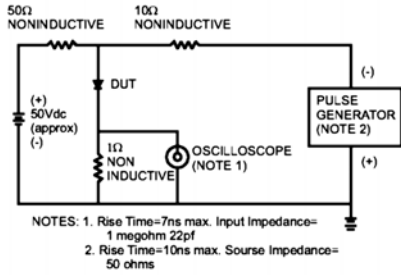 50Ω
NONINDUCTIVE
10Ω
NONINDUCTIVE
(+)
50Vdc
(approx)
(-)
DUT
1Ω
NON
INDUCTIVE
OSCILLOSCOPE
(NOTE 1)
(-)
PULSE
GENERATOR
(NOTE 2)
(+)
NOTES: 1. Rise Time=7ns max. Input Impedance=
1 megohm 22pf
2. Rise Time=10ns max. Sourse Impedance=
50 ohms